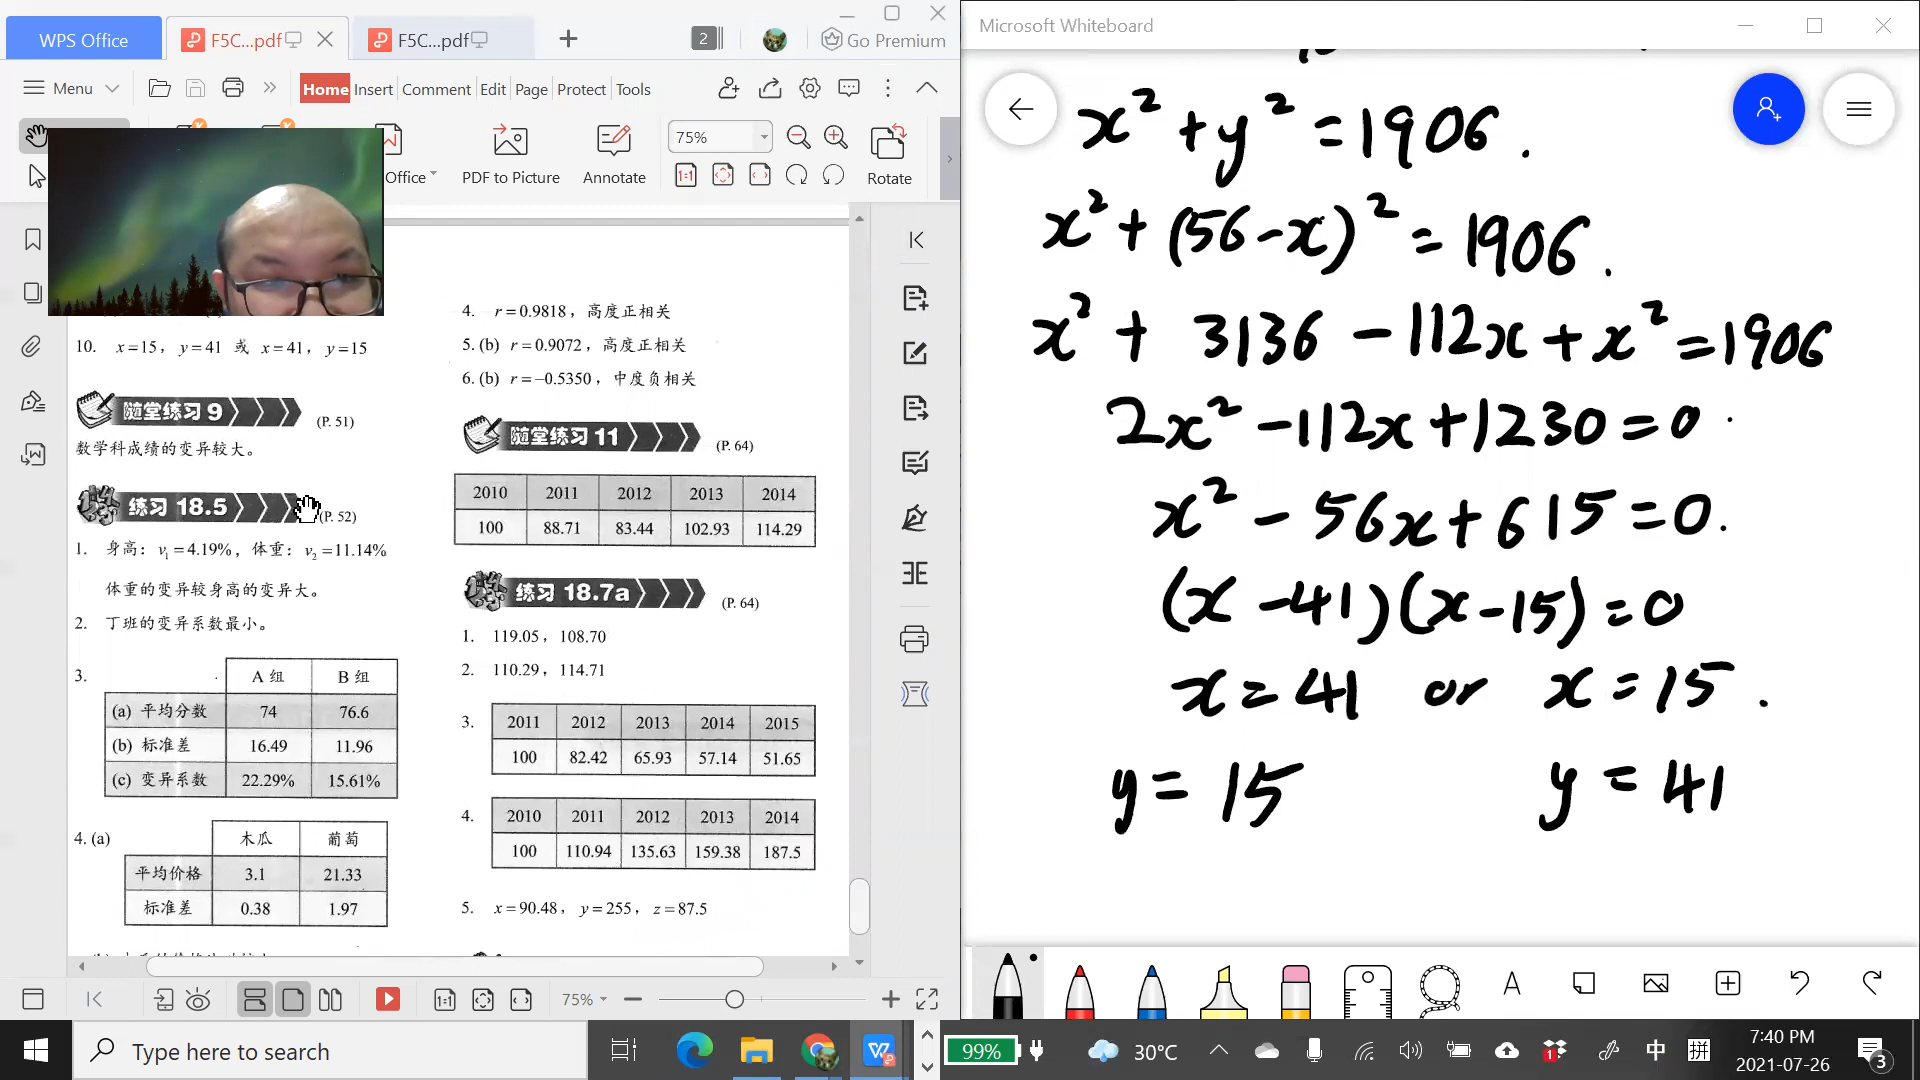 WPS Office
F5C...pdf
F5C...pdf
2
Go Premium
Menu
Home Insert Comment Edit Page Protect Tools
Office
PDF to Picture
Annotate
75%
Rotate
10. x=15, y=41 或 x=41, y=15
随堂练习 9
(P. 51)
数学科成绩的变异较大。
练习 18.5
(P. 52)
1. 身高: v₁=4.19%, 体重: v₂=11.14%
体重的变异较身高的变异大。
2. 丁班的变异系数最小。
3.
A 组 B 组
(a) 平均分数 74 76.6
(b) 标准差 16.49 11.96
(c) 变异系数 22.29% 15.61%
4. (a)
木瓜 葡萄
平均价格 3.1 21.33
标准差 0.38 1.97
4. r=0.9818, 高度正相关
5. (b) r=0.9072, 高度正相关
6. (b) r=-0.5350, 中度负相关
随堂练习 11
(P. 64)
2010 2011 2012 2013 2014
100 88.71 83.44 102.93 114.29
练习 18.7a
(P. 64)
1. 119.05, 108.70
2. 110.29, 114.71
3.
2011 2012 2013 2014 2015
100 82.42 65.93 57.14 51.65
4.
2010 2011 2012 2013 2014
100 110.94 135.63 159.38 187.5
5. x=90.48, y=255, z=87.5
75%
Microsoft Whiteboard
x² + y² = 1906.
x² + (56-x)² = 1906.
x² + 3136 - 112x + x² = 1906
2x² - 112x + 1230 = 0.
x² - 56x + 615 = 0.
(x - 41)(x - 15) = 0
x = 41 or x = 15.
y = 15 y = 41
Type here to search
99%
30°C
中
拼
7:40 PM
2021-07-26
3